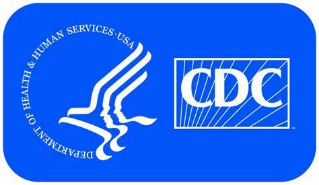 DEPARTMENT OF HEALTH & HUMAN SERVICES · USA
CDC